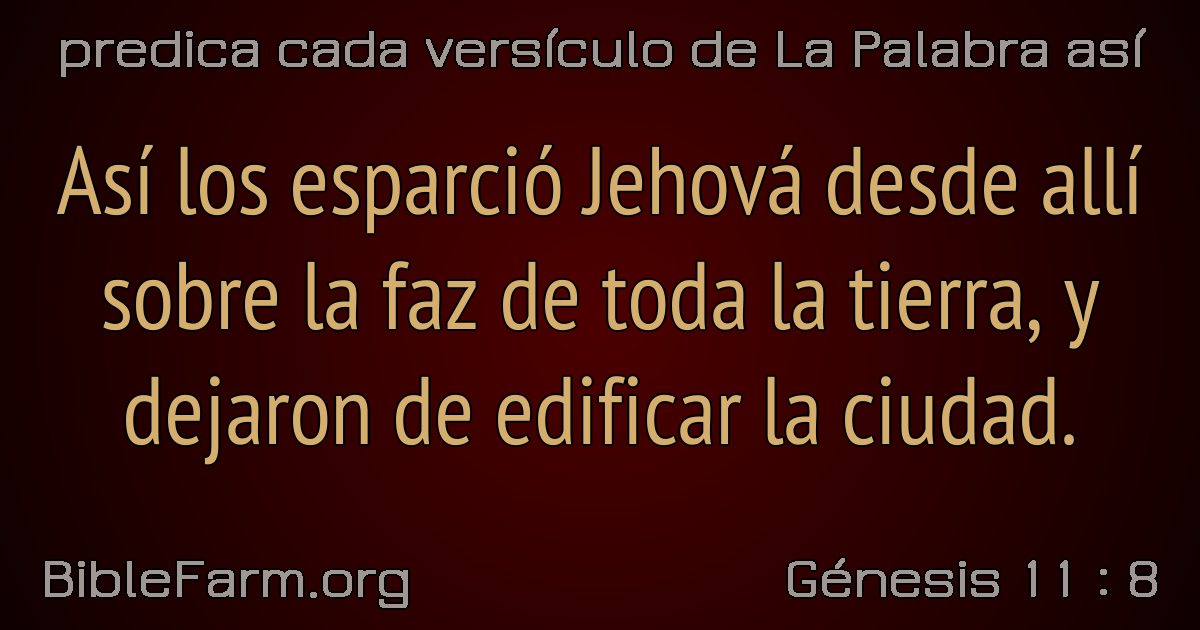 predica cada versículo de La Palabra así
Así los esparció Jehová desde allí
sobre la faz de toda la tierra, y
dejaron de edificar la ciudad.
BibleFarm.org
Génesis 11 : 8